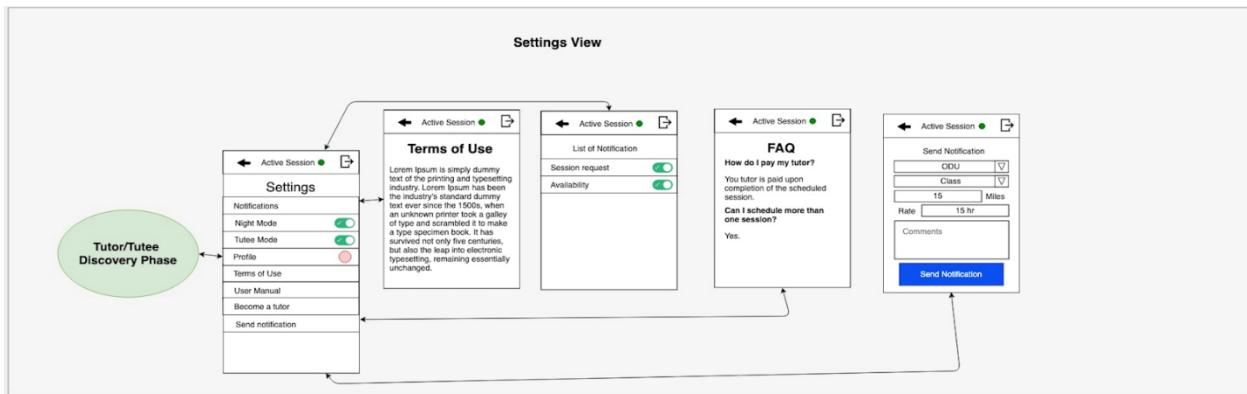 Settings View
Tutor/Tutee
Discovery Phase
Active Session
Settings
Notifications
Night Mode
Tutee Mode
Profile
Terms of Use
User Manual
Become a tutor
Send notification
Active Session
Terms of Use
Lorem Ipsum is simply dummy
text of the printing and typesetting
industry. Lorem Ipsum has been
the industry's standard dummy
text ever since the 1500s, when
an unknown printer took a galley
of type and scrambled it to make
a type specimen book. It has
survived not only five centuries,
but also the leap into electronic
typesetting, remaining essentially
unchanged.
Active Session
List of Notification
Session request
Availability
Active Session
FAQ
How do I pay my tutor?
You tutor is paid upon
completion of the scheduled
session.
Can I schedule more than
one session?
Yes.
Active Session
Send Notification
ODU
Class
15 Miles
Rate 15 hr
Comments
Send Notification